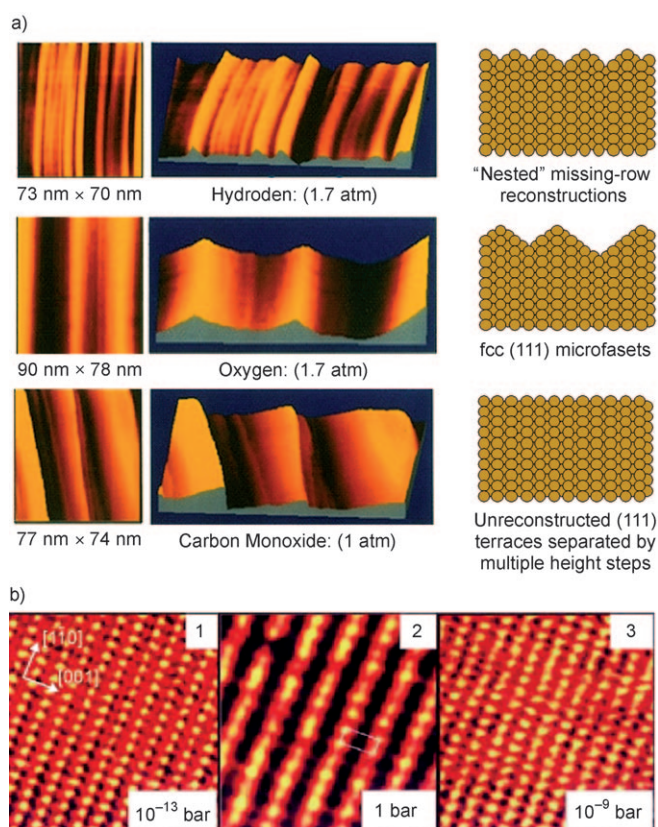 a)
73 nm × 70 nm
Hydroden: (1.7 atm)
"Nested" missing-row
reconstructions
90 nm × 78 nm
Oxygen: (1.7 atm)
fcc (111) microfasets
77 nm × 74 nm
Carbon Monoxide: (1 atm)
Unreconstructed (111)
terraces separated by
multiple height steps
b)
1
[1̄10]
[001]
10⁻¹³ bar
2
1 bar
3
10⁻⁹ bar